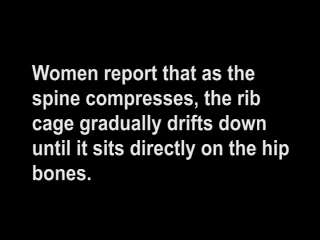 Women report that as the
spine compresses, the rib
cage gradually drifts down
until it sits directly on the hip
bones.